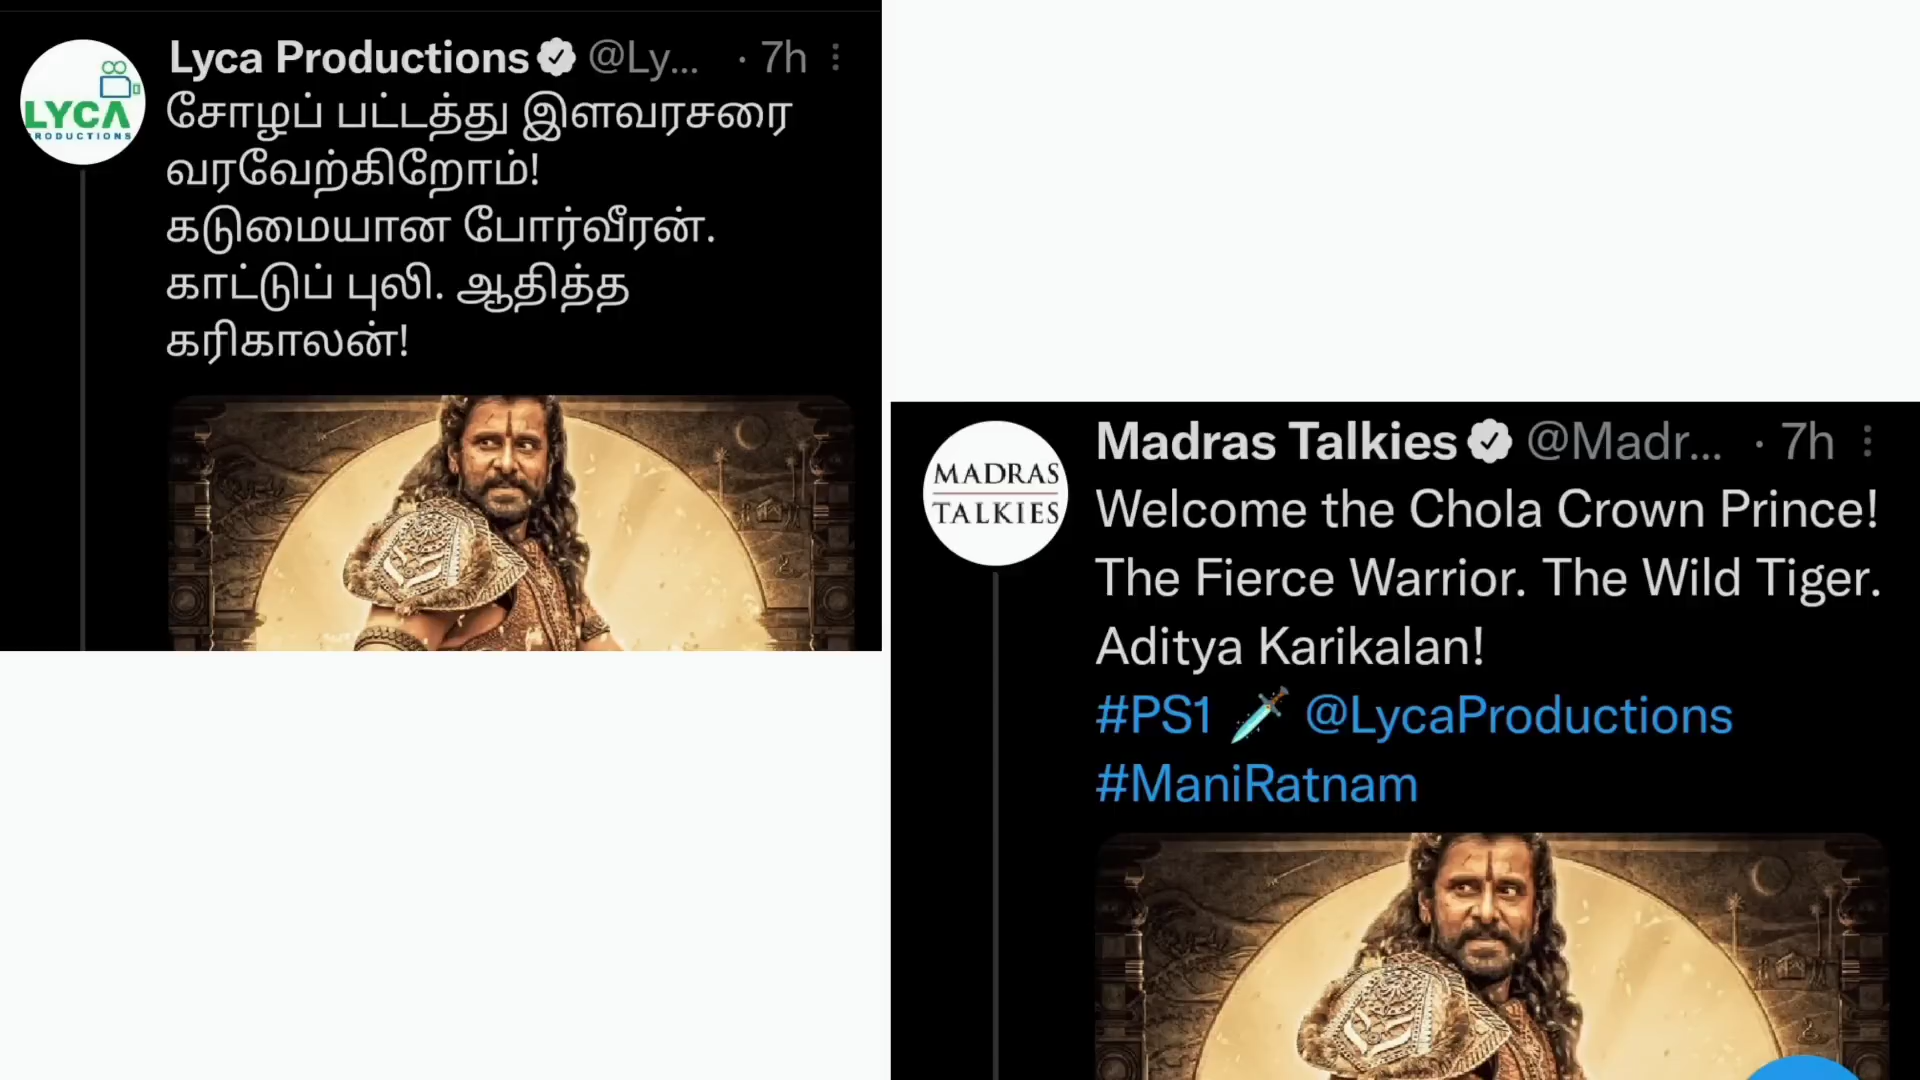 Lyca Productions @Ly... · 7h
LYCA
PRODUCTIONS
சோழப் பட்டத்து இளவரசரை
வரவேற்கிறோம்!
கடுமையான போர்வீரன்.
காட்டுப் புலி. ஆதித்த
கரிகாலன்!
Madras Talkies @Madr... · 7h
MADRAS
TALKIES
Welcome the Chola Crown Prince!
The Fierce Warrior. The Wild Tiger.
Aditya Karikalan!
#PS1 🗡 @LycaProductions
#ManiRatnam